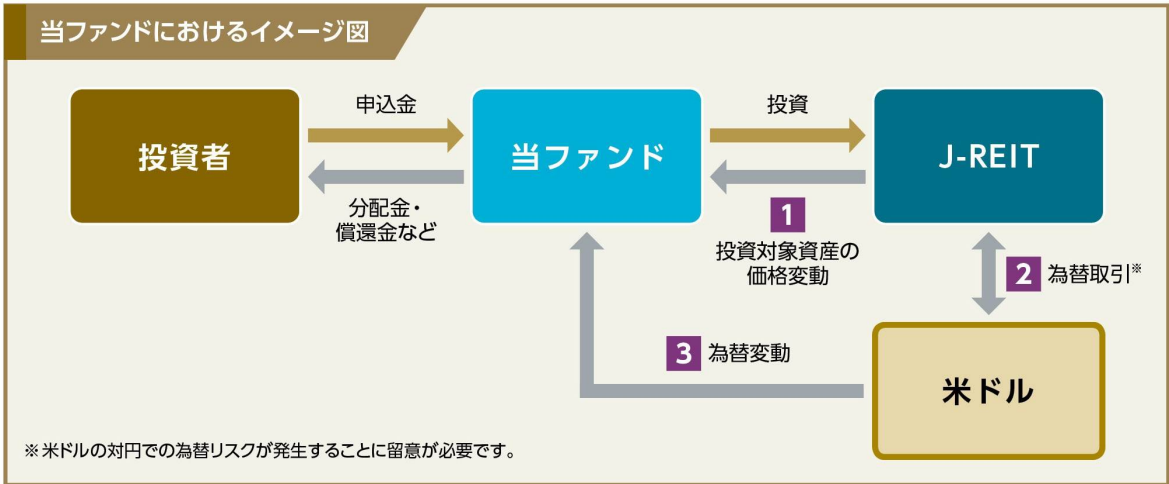 当ファンドにおけるイメージ図
申込金
投資
投資者
当ファンド
J-REIT
分配金・
償還金など
1
投資対象資産の
価格変動
2 為替取引※
3 為替変動
米ドル
※米ドルの対円での為替リスクが発生することに留意が必要です。